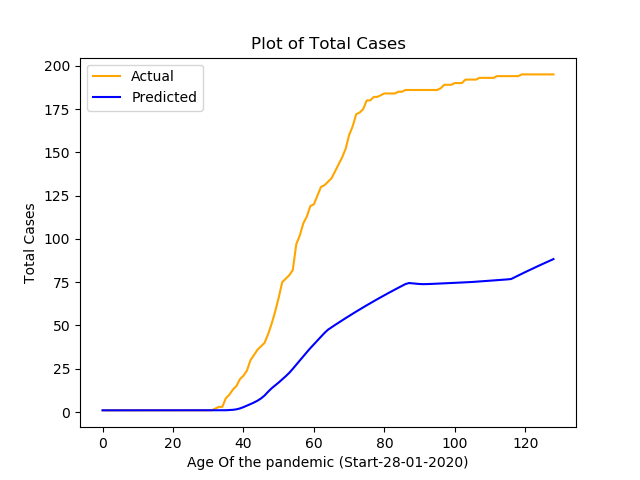 Plot of Total Cases
Actual
Predicted
Total Cases
200
175
150
125
100
75
50
25
0
0 20 40 60 80 100 120
Age Of the pandemic (Start-28-01-2020)